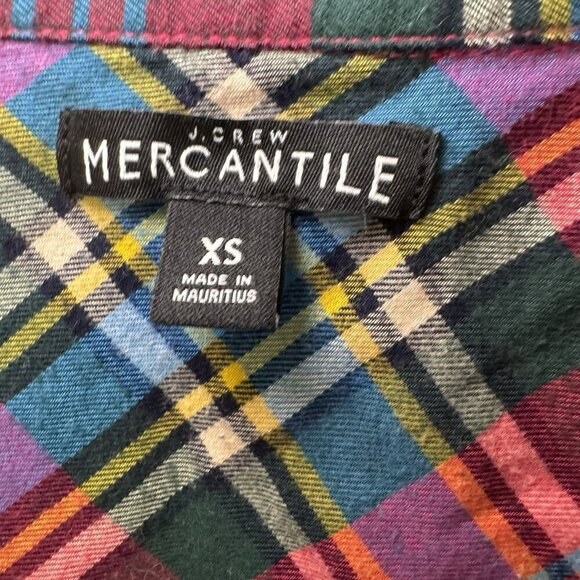 J.CREW
MERCANTILE
XS
MADE IN
MAURITIUS